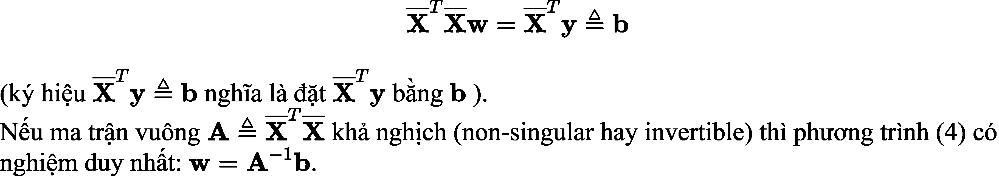 $\overline{\mathbf{X}}^T\overline{\mathbf{X}}\mathbf{w} = \overline{\mathbf{X}}^T\mathbf{y} \triangleq \mathbf{b}$
(ký hiệu $\overline{\mathbf{X}}^T\mathbf{y} \triangleq \mathbf{b}$ nghĩa là đặt $\overline{\mathbf{X}}^T\mathbf{y}$ bằng $\mathbf{b}$ ).
Nếu ma trận vuông $\mathbf{A} \triangleq \overline{\mathbf{X}}^T\overline{\mathbf{X}}$ khả nghịch (non-singular hay invertible) thì phương trình (4) có
nghiệm duy nhất: $\mathbf{w} = \mathbf{A}^{-1}\mathbf{b}$.